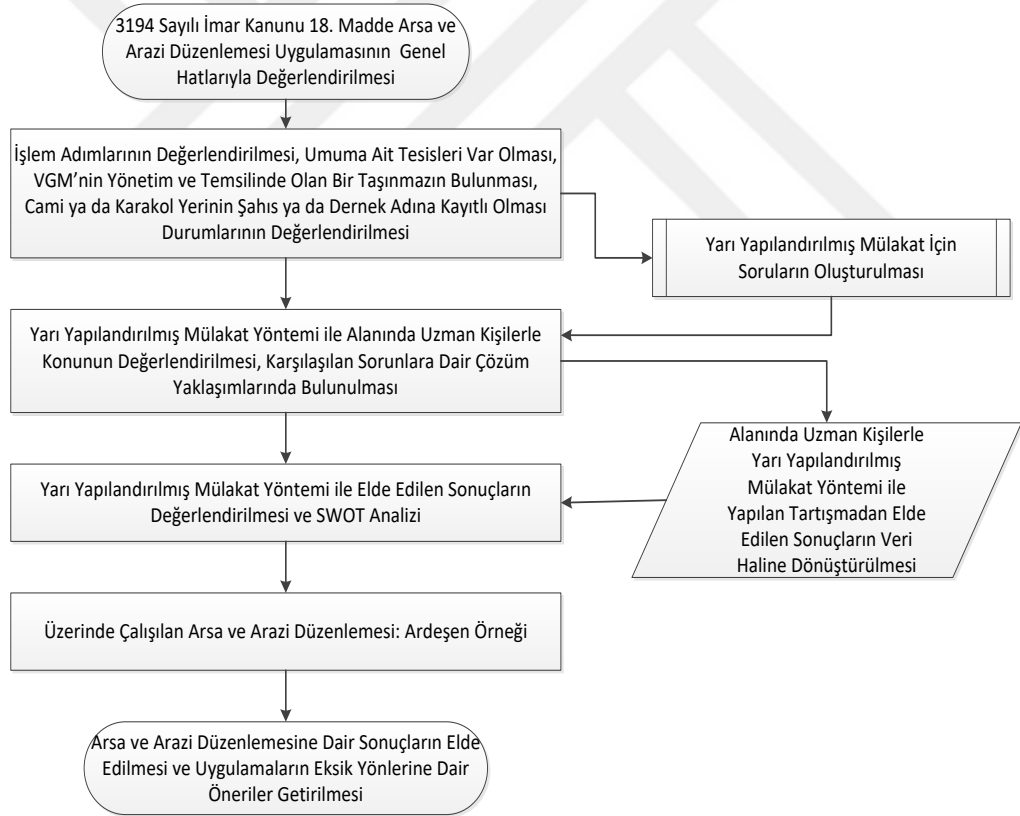 3194 Sayılı İmar Kanunu 18. Madde Arsa ve
Arazi Düzenlemesi Uygulamasının Genel
Hatlarıyla Değerlendirilmesi
İşlem Adımlarının Değerlendirilmesi, Umuma Ait Tesisleri Var Olması,
VGM'nin Yönetim ve Temsilinde Olan Bir Taşınmazın Bulunması,
Cami ya da Karakol Yerinin Şahıs ya da Dernek Adına Kayıtlı Olması
Durumlarının Değerlendirilmesi
Yarı Yapılandırılmış Mülakat İçin
Soruların Oluşturulması
Yarı Yapılandırılmış Mülakat Yöntemi ile Alanında Uzman Kişilerle
Konunun Değerlendirilmesi, Karşılaşılan Sorunlara Dair Çözüm
Yaklaşımlarında Bulunulması
Alanında Uzman Kişilerle
Yarı Yapılandırılmış
Mülakat Yöntemi ile
Yapılan Tartışmadan Elde
Edilen Sonuçların Veri
Haline Dönüştürülmesi
Yarı Yapılandırılmış Mülakat Yöntemi ile Elde Edilen Sonuçların
Değerlendirilmesi ve SWOT Analizi
Üzerinde Çalışılan Arsa ve Arazi Düzenlemesi: Ardeşen Örneği
Arsa ve Arazi Düzenlemesine Dair Sonuçların Elde
Edilmesi ve Uygulamaların Eksik Yönlerine Dair
Öneriler Getirilmesi